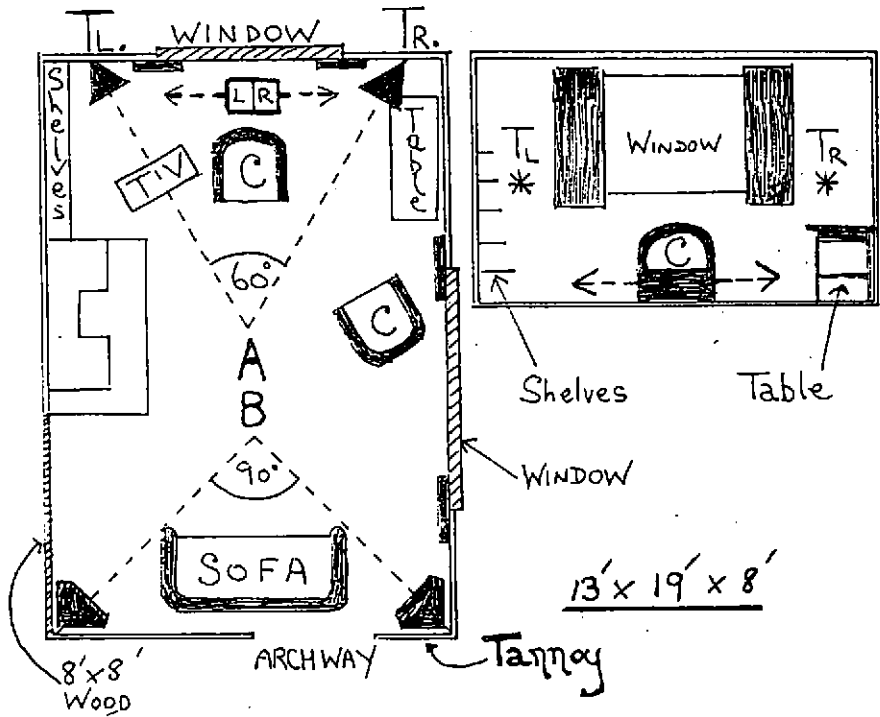 TL. WINDOW TR.
Shelves
L R
Table
C
T/V
60°
C
A
B
90°
SOFA
ARCHWAY
Tannoy
8'x8'
WOOD
WINDOW
13' x 19' x 8'
TL
WINDOW
TR
C
Shelves
Table